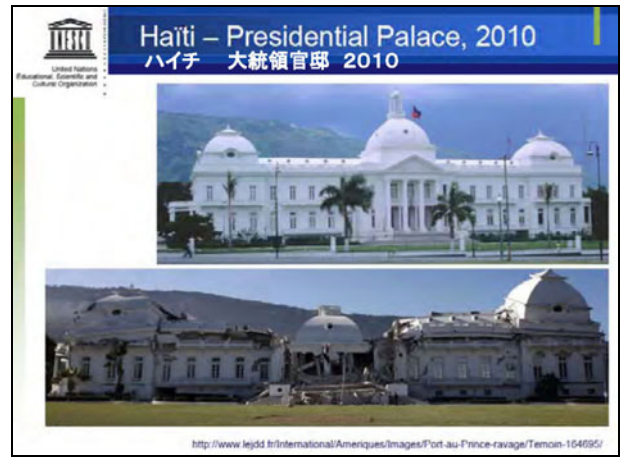 UNESCO
United Nations
Educational, Scientific and
Cultural Organization
Haïti – Presidential Palace, 2010
ハイチ 大統領官邸 2010
http://www.lejdd.fr/International/Ameriques/Images/Port-au-Prince-ravage/Temoin-164695/